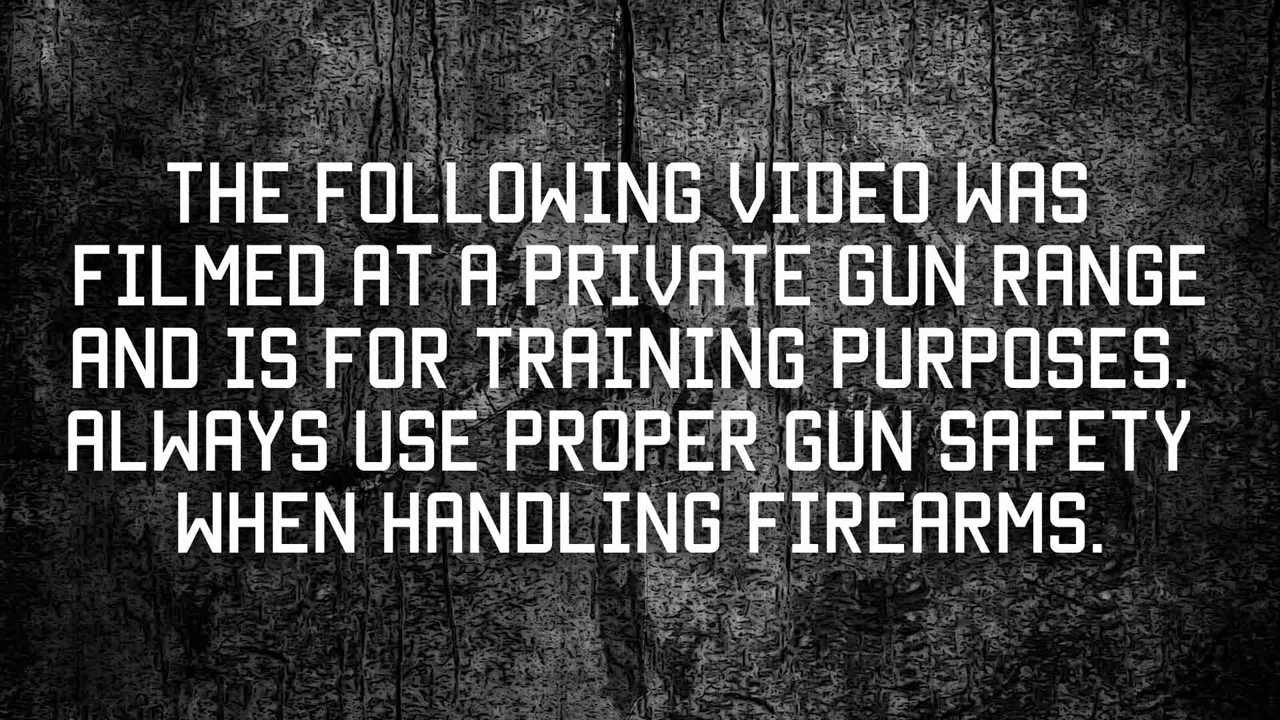 THE FOLLOWING VIDEO WAS
FILMED AT A PRIVATE GUN RANGE
AND IS FOR TRAINING PURPOSES.
ALWAYS USE PROPER GUN SAFETY
WHEN HANDLING FIREARMS.